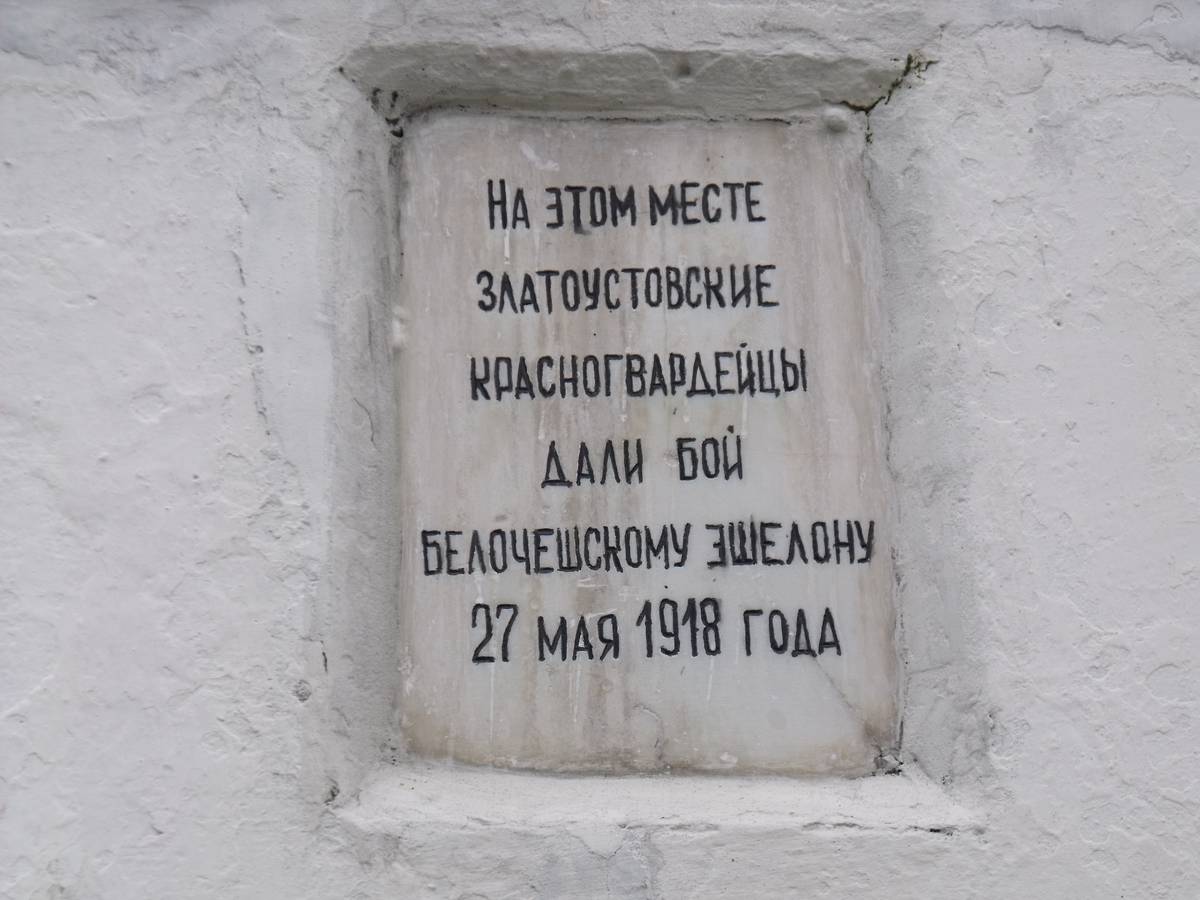 На этом месте
златоустовские
красногвардейцы
дали бой
белочешскому эшелону
27 мая 1918 года